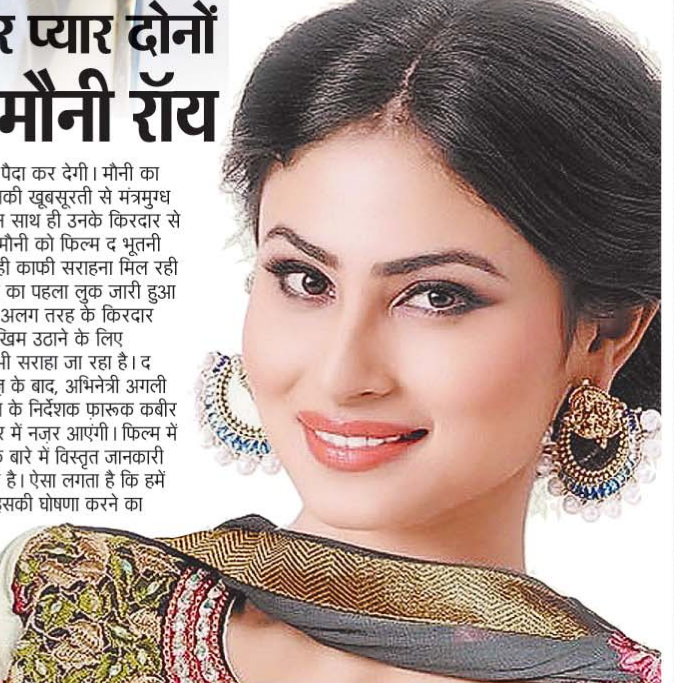 र प्यार दोनों
मौनी रॉय
पैदा कर देगी। मौनी का
की खूबसूरती से मंत्रमुग्ध
साथ ही उनके किरदार से
मौनी को फिल्म द भूतनी
ही काफी सराहना मिल रही
का पहला लुक जारी हुआ
अलग तरह के किरदार
खिम उठाने के लिए
भी सराहा जा रहा है। द
के बाद, अभिनेत्री अगली
के निर्देशक फ़ारूक कबीर
र में नज़र आएंगी। फिल्म में
बारे में विस्तृत जानकारी
है। ऐसा लगता है कि हमें
इसकी घोषणा करने का